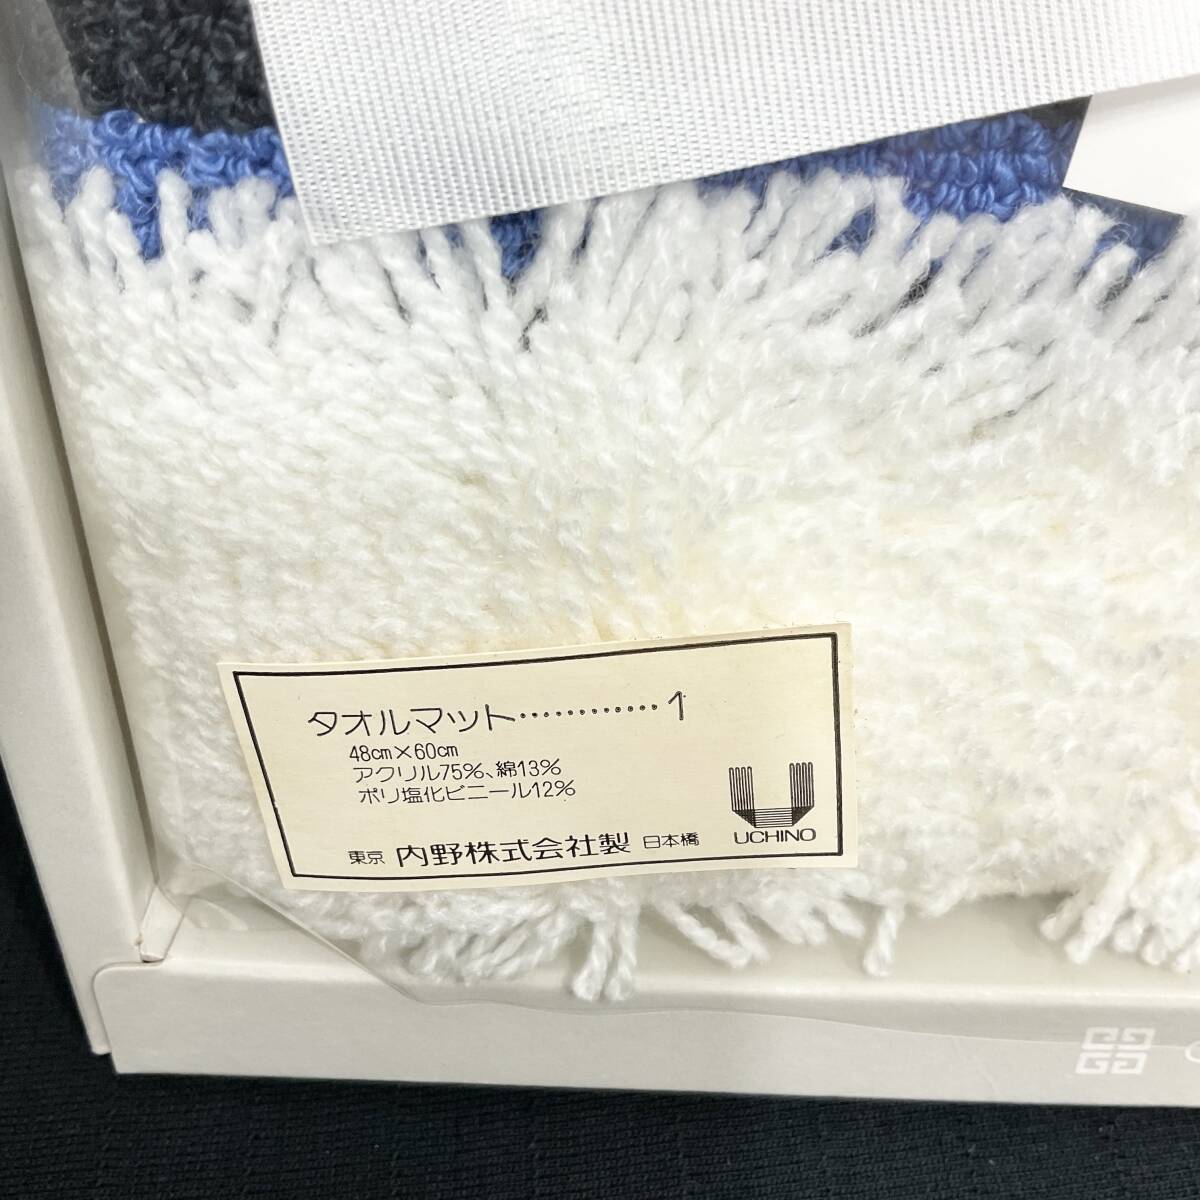 タオルマット············1
48cm×60cm
アクリル75%、綿13%
ポリ塩化ビニール12%
東京 内野株式会社製 日本橋
UCHINO